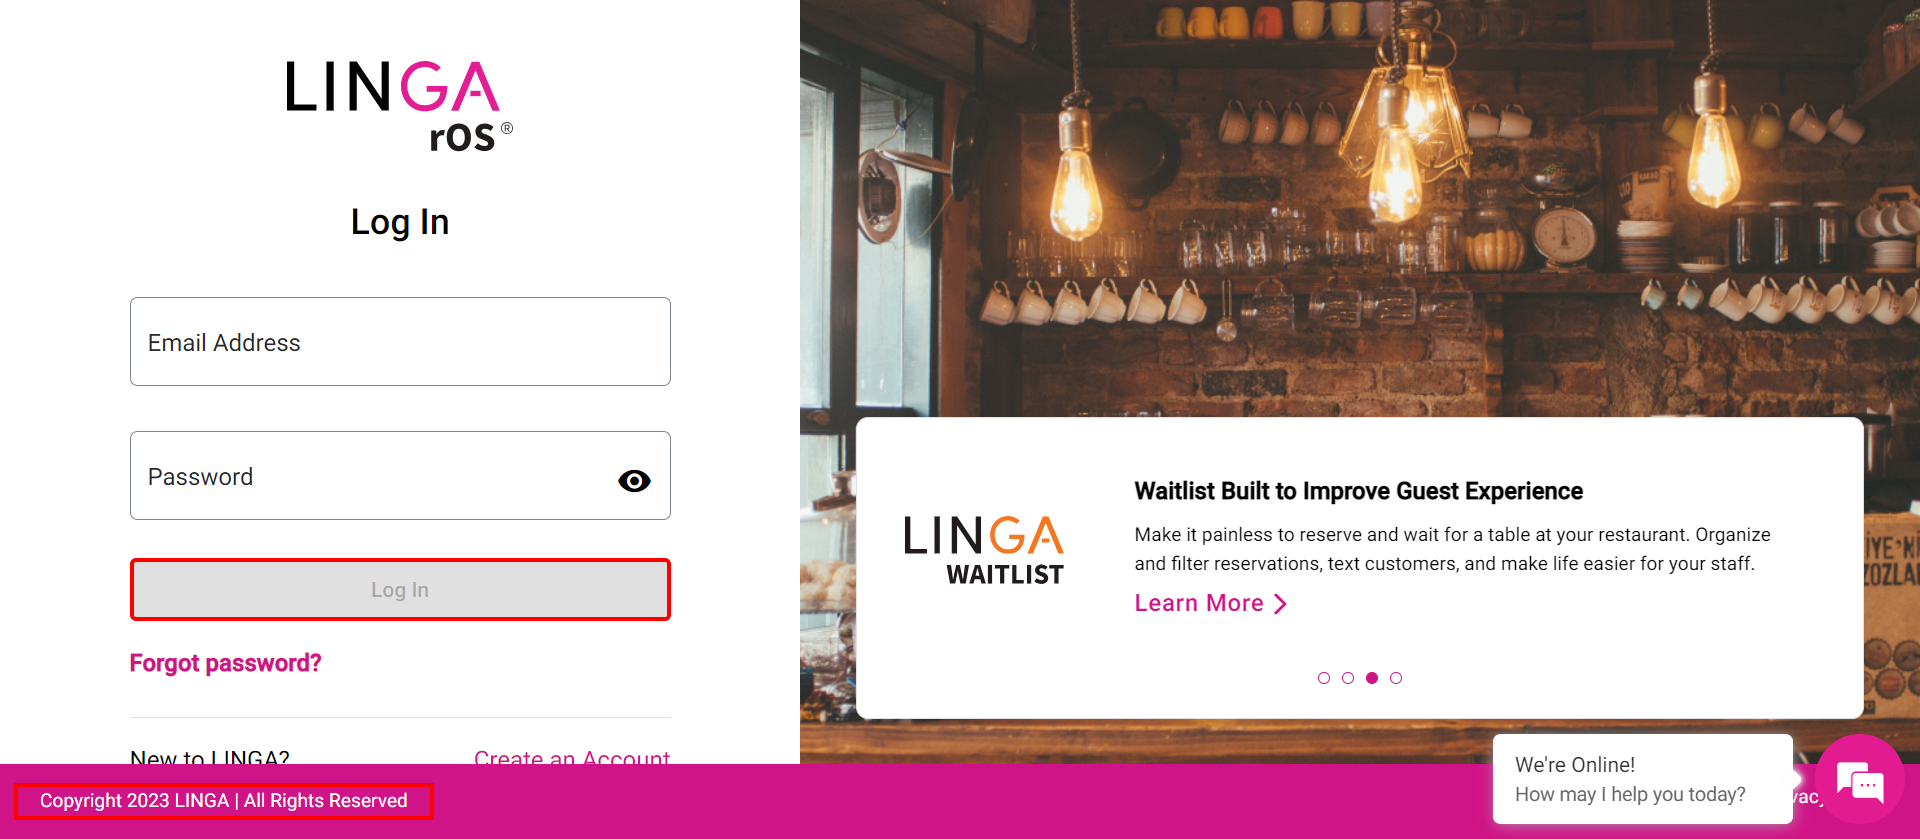 LINGA
rOS ®
Log In
Email Address
Password
Log In
Forgot password?
New to LINGA?
Create an Account
Waitlist Built to Improve Guest Experience
LINGA
WAITLIST
Make it painless to reserve and wait for a table at your restaurant. Organize
and filter reservations, text customers, and make life easier for your staff.
Learn More
Copyright 2023 LINGA | All Rights Reserved
We're Online!
How may I help you today?